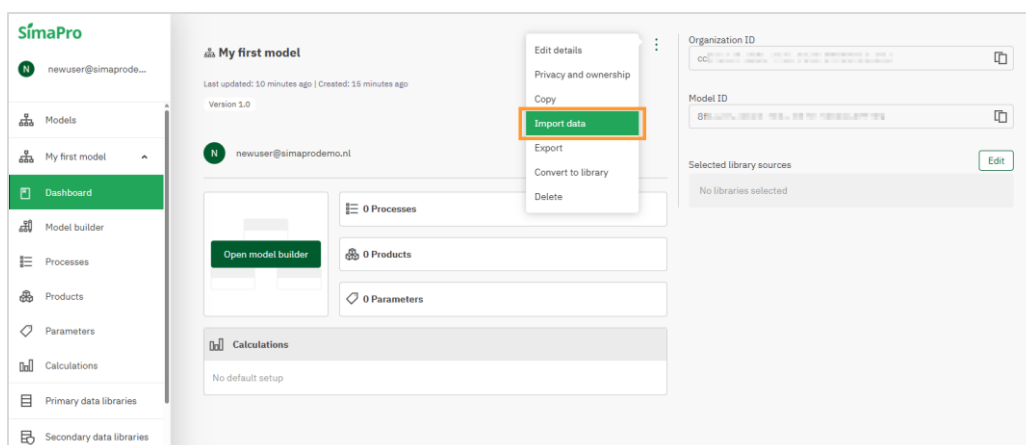 SimaPro
N newuser@simaprode...
Models
My first model
Dashboard
Model builder
Processes
Products
Parameters
Calculations
Primary data libraries
Secondary data libraries
My first model
Last updated: 10 minutes ago | Created: 15 minutes ago
Version 1.0
N newuser@simaprodemo.nl
Open model builder
0 Processes
0 Products
0 Parameters
Calculations
No default setup
Edit details
Privacy and ownership
Copy
Import data
Export
Convert to library
Delete
Organization ID
Model ID
Selected library sources
Edit
No libraries selected